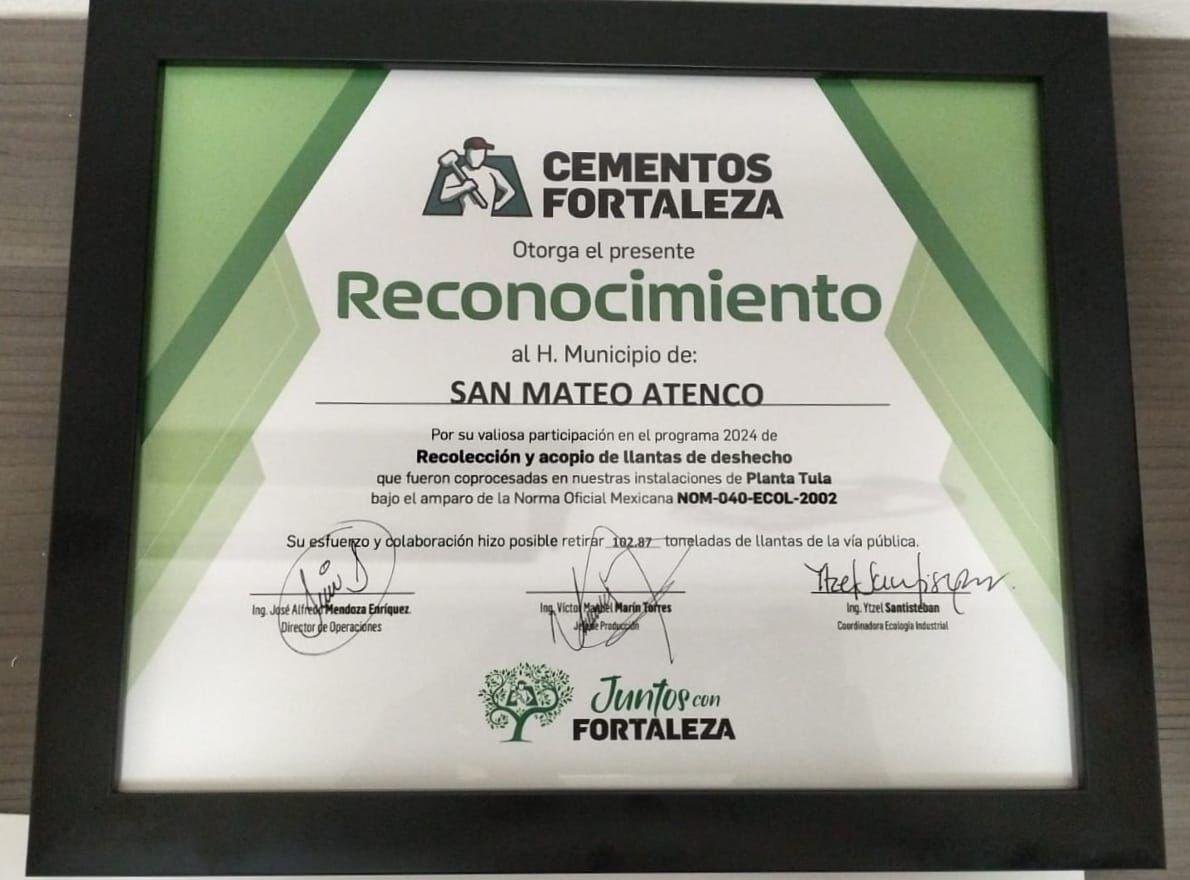 CEMENTOS
FORTALEZA
Otorga el presente
Reconocimiento
al H. Municipio de:
SAN MATEO ATENCO
Por su valiosa participación en el programa 2024 de
Recolección y acopio de llantas de deshecho
que fueron coprocesadas en nuestras instalaciones de Planta Tula
bajo el amparo de la Norma Oficial Mexicana NOM-040-ECOL-2002
Su esfuerzo y colaboración hizo posible retirar 102.87 toneladas de llantas de la vía pública.
Ing. José Alfredo Mendoza Enríquez
Director de Operaciones
Ing. Víctor Manuel Marín Torres
Jefe de Producción
Ytzel Santisteban
Ing. Ytzel Santisteban
Coordinadora Ecología Industrial
Juntos con
FORTALEZA